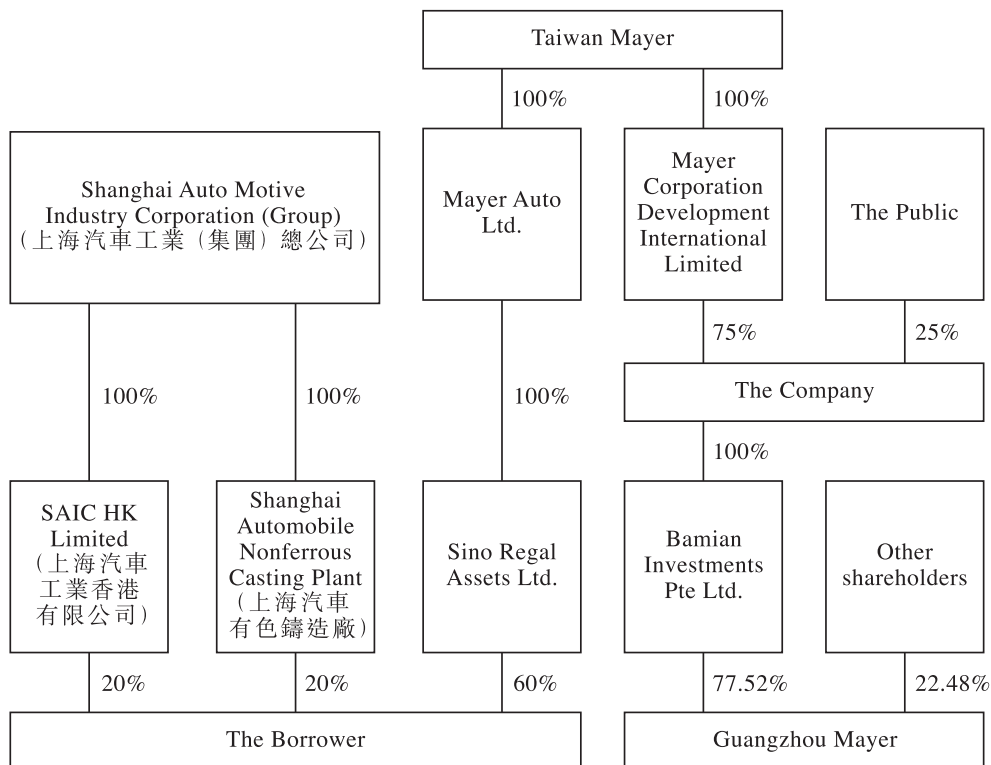 Taiwan Mayer
100%
100%
Shanghai Auto Motive
Industry Corporation (Group)
(上海汽車工業(集團)總公司)
Mayer Auto
Ltd.
Mayer
Corporation
Development
International
Limited
The Public
75%
25%
100%
100%
100%
The Company
100%
SAIC HK
Limited
(上海汽車
工業香港
有限公司)
Shanghai
Automobile
Nonferrous
Casting Plant
(上海汽車
有色鑄造廠)
Sino Regal
Assets Ltd.
Bamian
Investments
Pte Ltd.
Other
shareholders
20%
20%
60%
77.52%
22.48%
The Borrower
Guangzhou Mayer